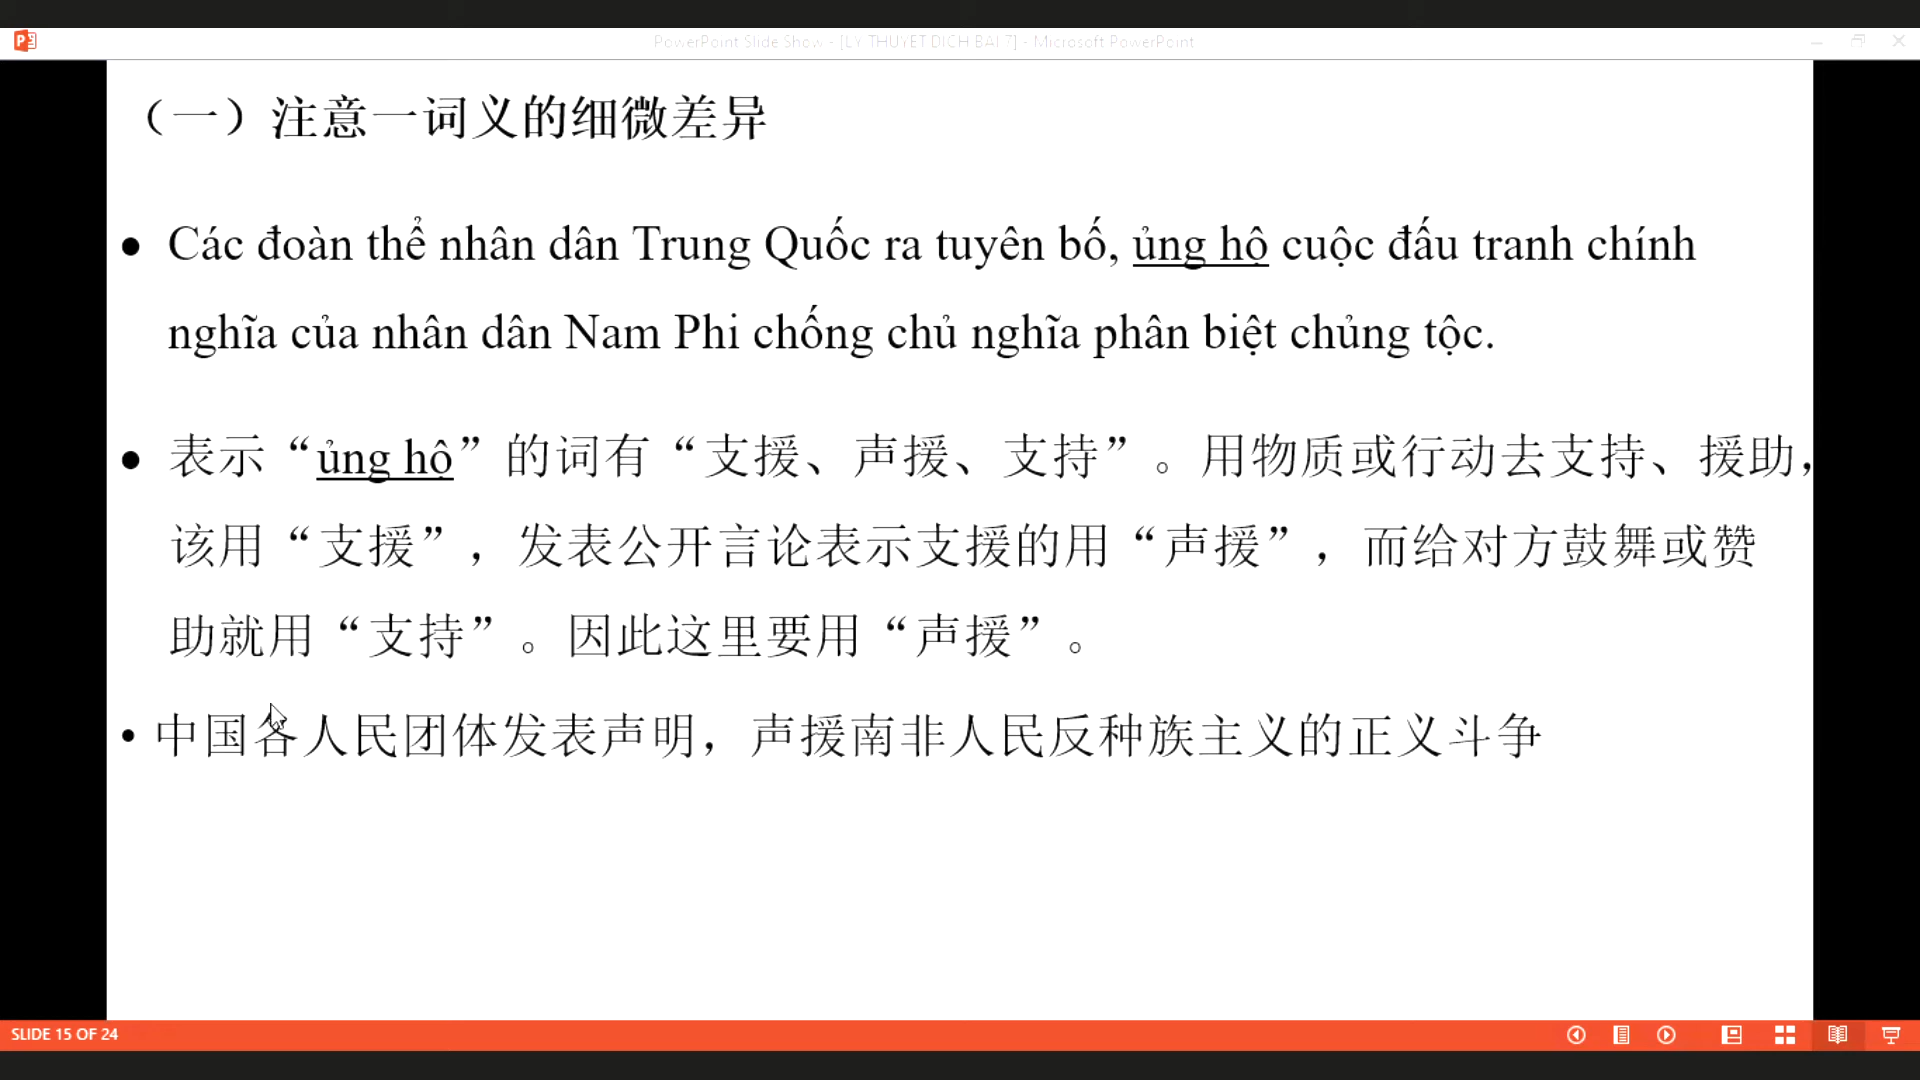 PowerPoint Slide Show - [LY THUYET DICH BAI 7] - Microsoft PowerPoint
（一）注意一词义的细微差异
• Các đoàn thể nhân dân Trung Quốc ra tuyên bố, ủng hộ cuộc đấu tranh chính
nghĩa của nhân dân Nam Phi chống chủ nghĩa phân biệt chủng tộc.
• 表示“ủng hộ”的词有“支援、声援、支持”。用物质或行动去支持、援助，
该用“支援”，发表公开言论表示支援的用“声援”，而给对方鼓舞或赞
助就用“支持”。因此这里要用“声援”。
• 中国各人民团体发表声明，声援南非人民反种族主义的正义斗争
SLIDE 15 OF 24